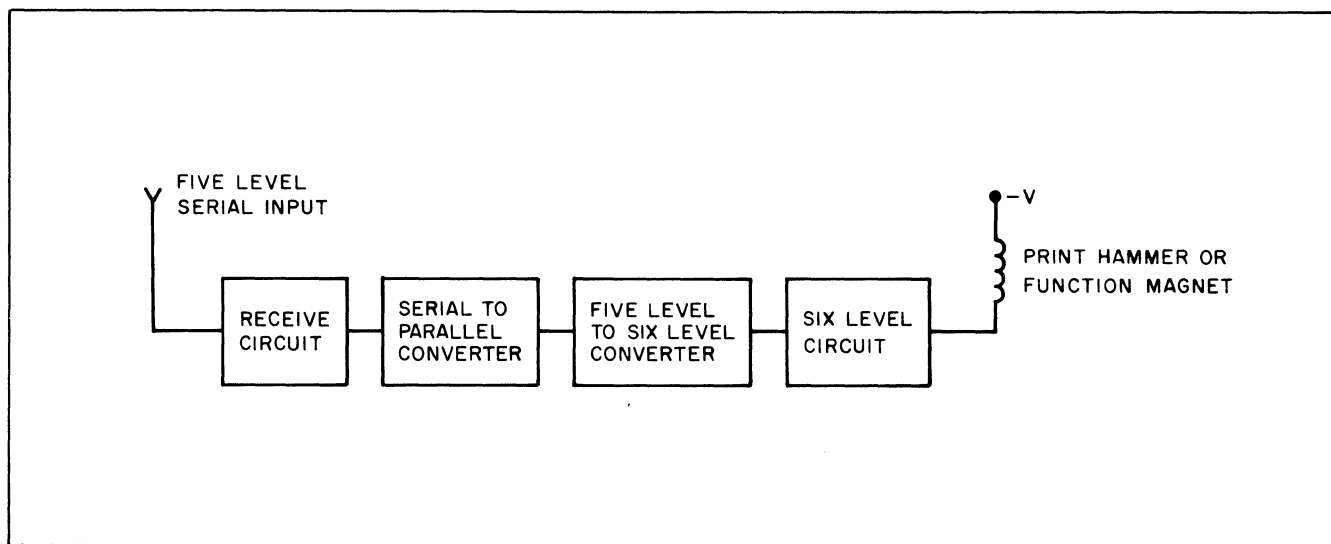 FIVE LEVEL
SERIAL INPUT
RECEIVE
CIRCUIT
SERIAL TO
PARALLEL
CONVERTER
FIVE LEVEL
TO SIX LEVEL
CONVERTER
SIX LEVEL
CIRCUIT
-V
PRINT HAMMER OR
FUNCTION MAGNET